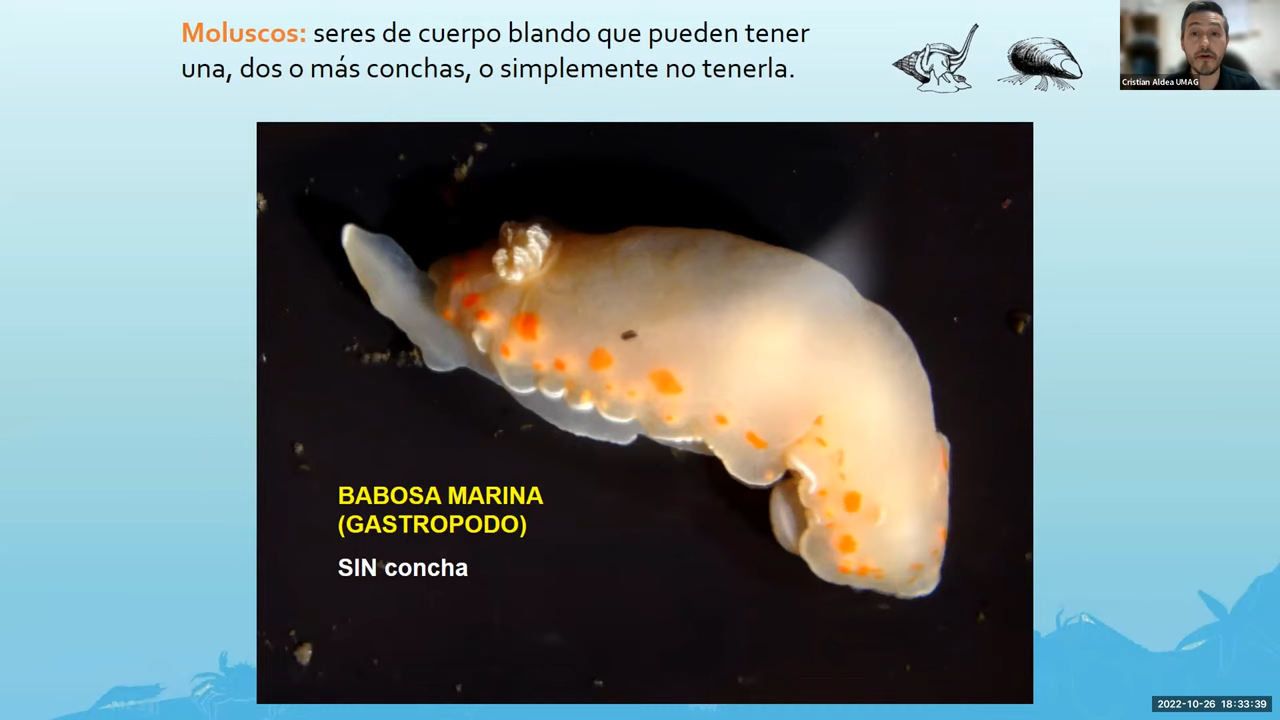 Moluscos: seres de cuerpo blando que pueden tener
una, dos o más conchas, o simplemente no tenerla.
Cristian Aldea UMAG
BABOSA MARINA
(GASTROPODO)
SIN concha
2022-10-26 18:33:39